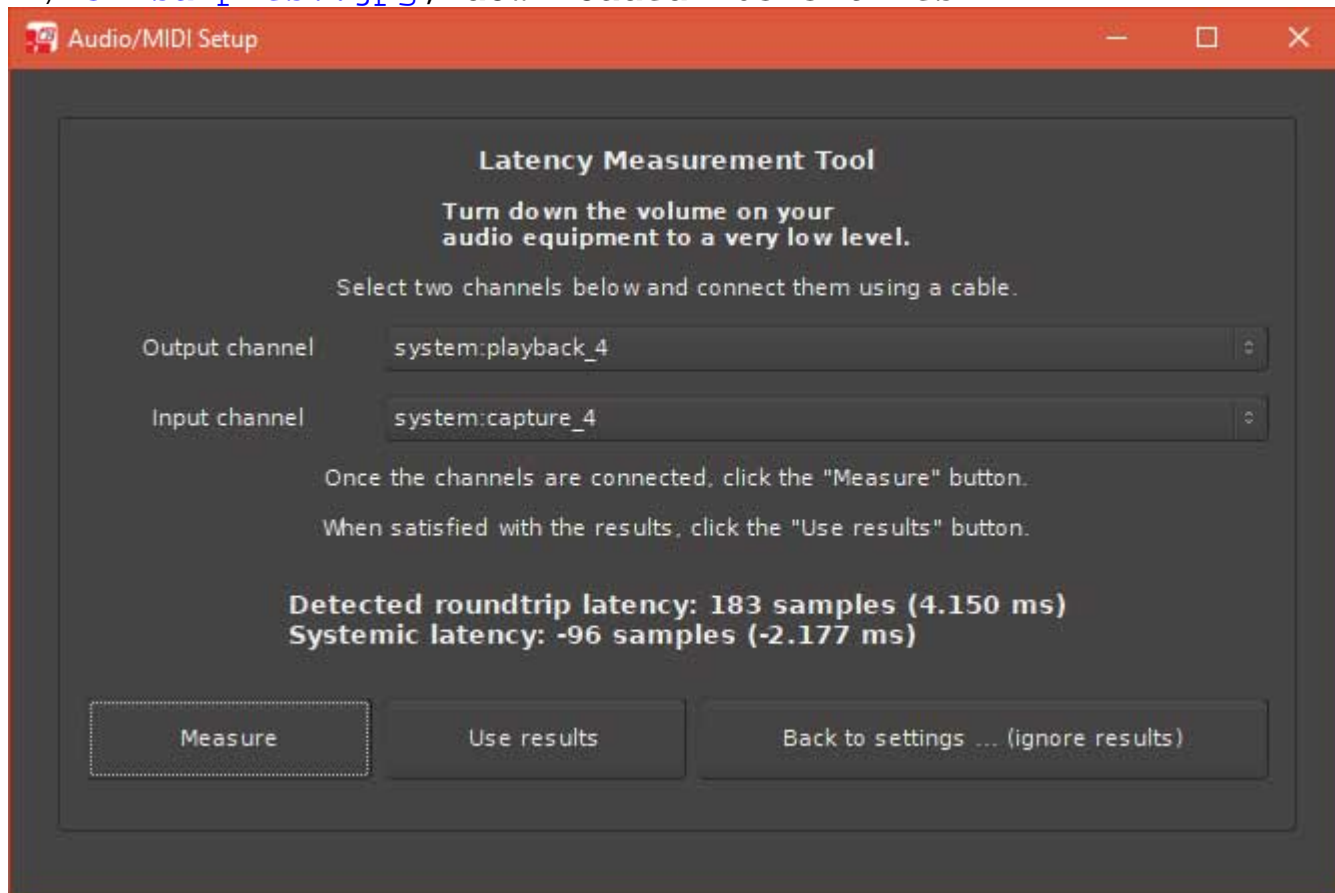 Audio/MIDI Setup
Latency Measurement Tool
Turn down the volume on your
audio equipment to a very low level.
Select two channels below and connect them using a cable.
Output channel system:playback_4
Input channel system:capture_4
Once the channels are connected, click the "Measure" button.
When satisfied with the results, click the "Use results" button.
Detected roundtrip latency: 183 samples (4.150 ms)
Systemic latency: -96 samples (-2.177 ms)
Measure Use results Back to settings ... (ignore results)